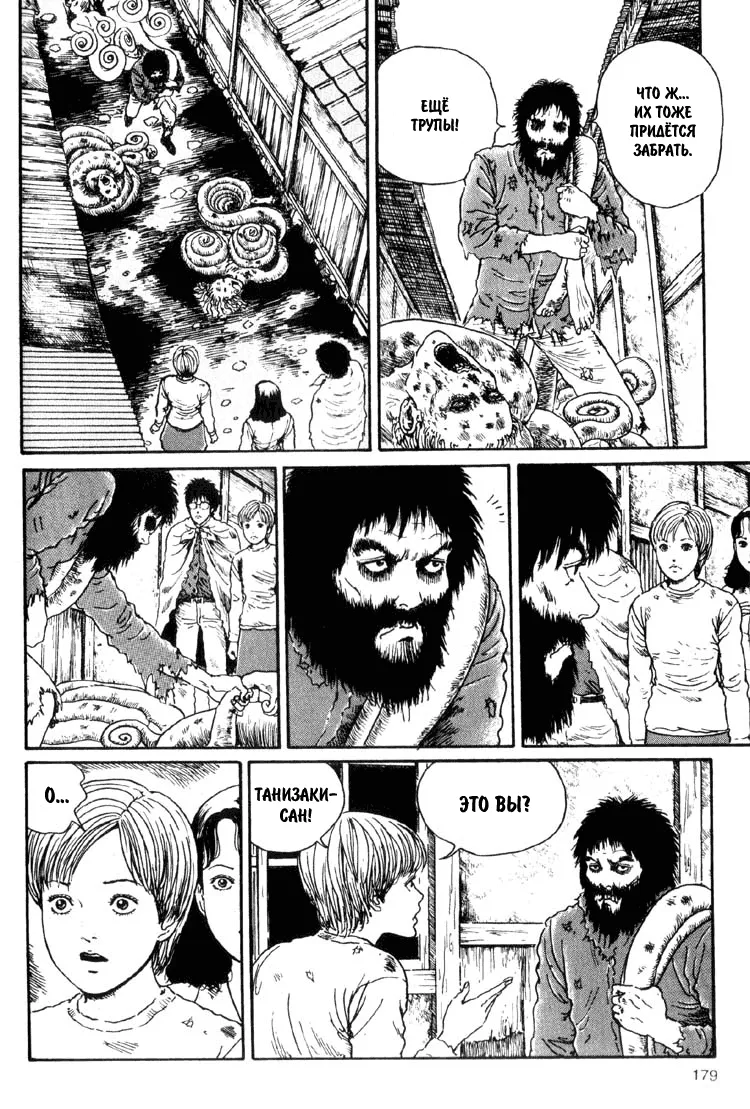 ЕЩЁ
ТРУПЫ!
ЧТО Ж...
ИХ ТОЖЕ
ПРИДЁТСЯ
ЗАБРАТЬ.
О...
ТАНИЗАКИ-
САН!
ЭТО ВЫ?
179